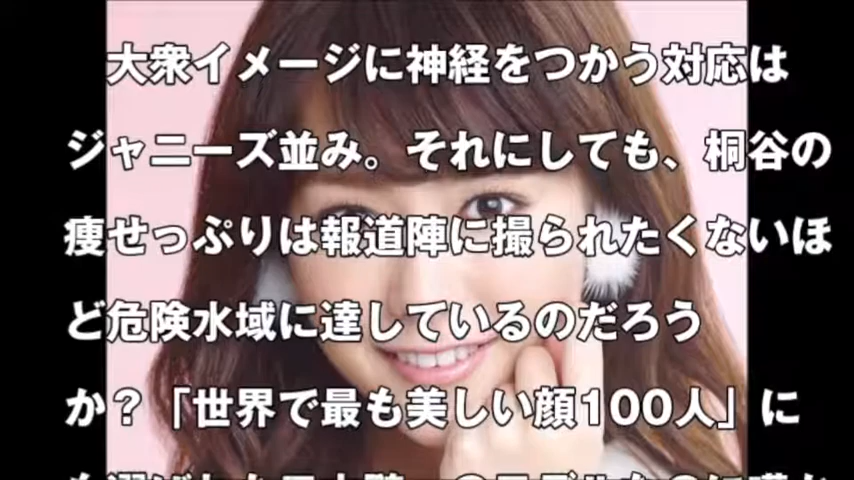 大衆イメージに神経をつかう対応は
ジャニーズ並み。それにしても、桐谷の
痩せっぷりは報道陣に撮られたくないほ
ど危険水域に達しているのだろう
か？「世界で最も美しい顔100人」に